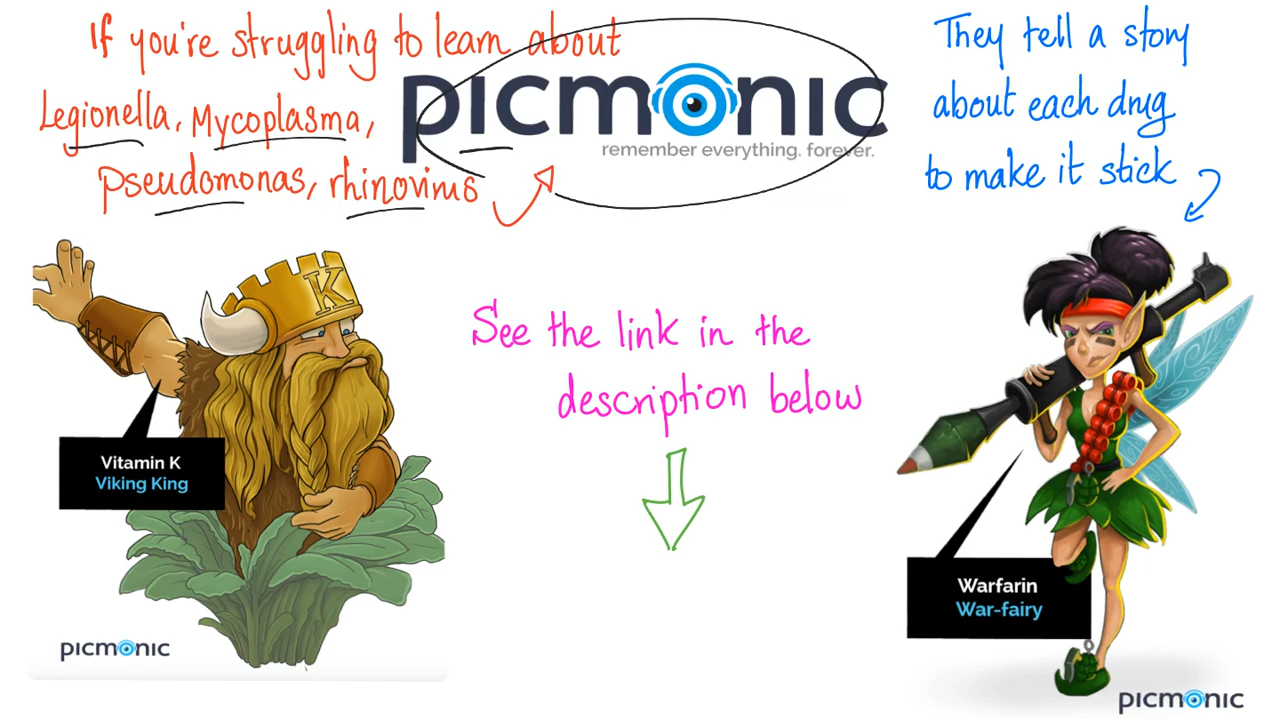 If you're struggling to learn about
Legionella, Mycoplasma,
Pseudomonas, rhinovirus
picmonic
remember everything. forever.
They tell a story
about each drug
to make it stick
K
See the link in the
description below
Vitamin K
Viking King
picmonic
Warfarin
War-fairy
picmonic